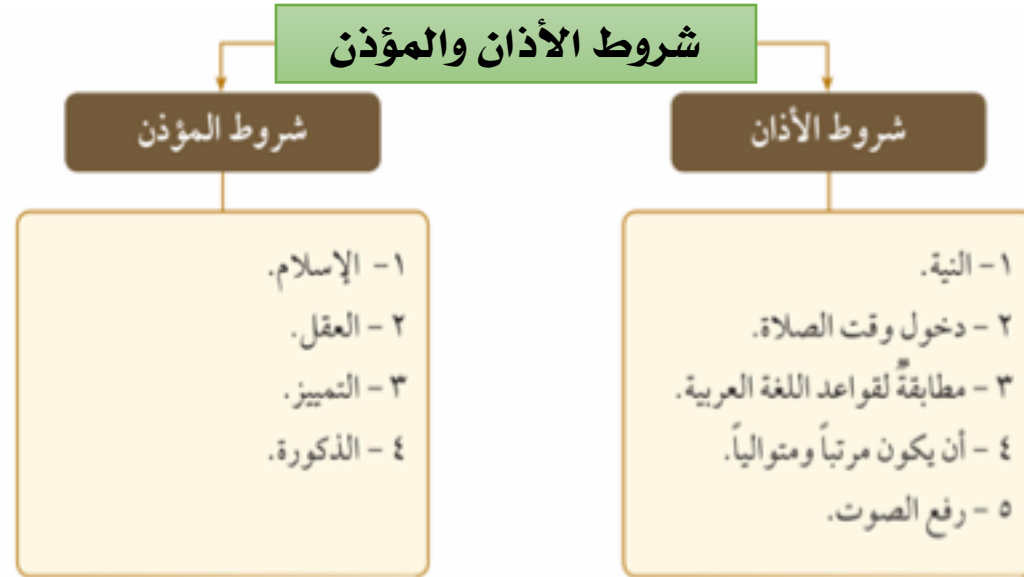 شروط الأذان والمؤذن
شروط الأذان
١- النية.
٢ - دخول وقت الصلاة.
٣ - مطابقةٌ لقواعد اللغة العربية.
٤ - أن يكون مرتباً ومتوالياً.
٥ - رفع الصوت.
شروط المؤذن
١- الإسلام.
٢ - العقل.
٣ - التمييز.
٤ - الذكورة.